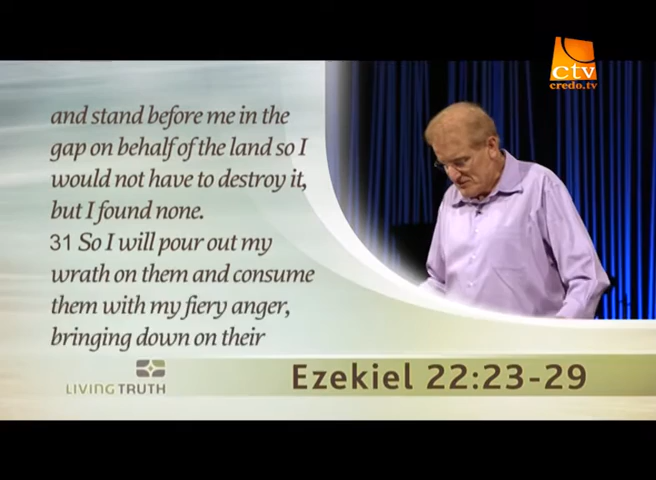 ctv
credo.tv
and stand before me in the
gap on behalf of the land so I
would not have to destroy it,
but I found none.
31 So I will pour out my
wrath on them and consume
them with my fiery anger,
bringing down on their
LIVING TRUTH
Ezekiel 22:23-29